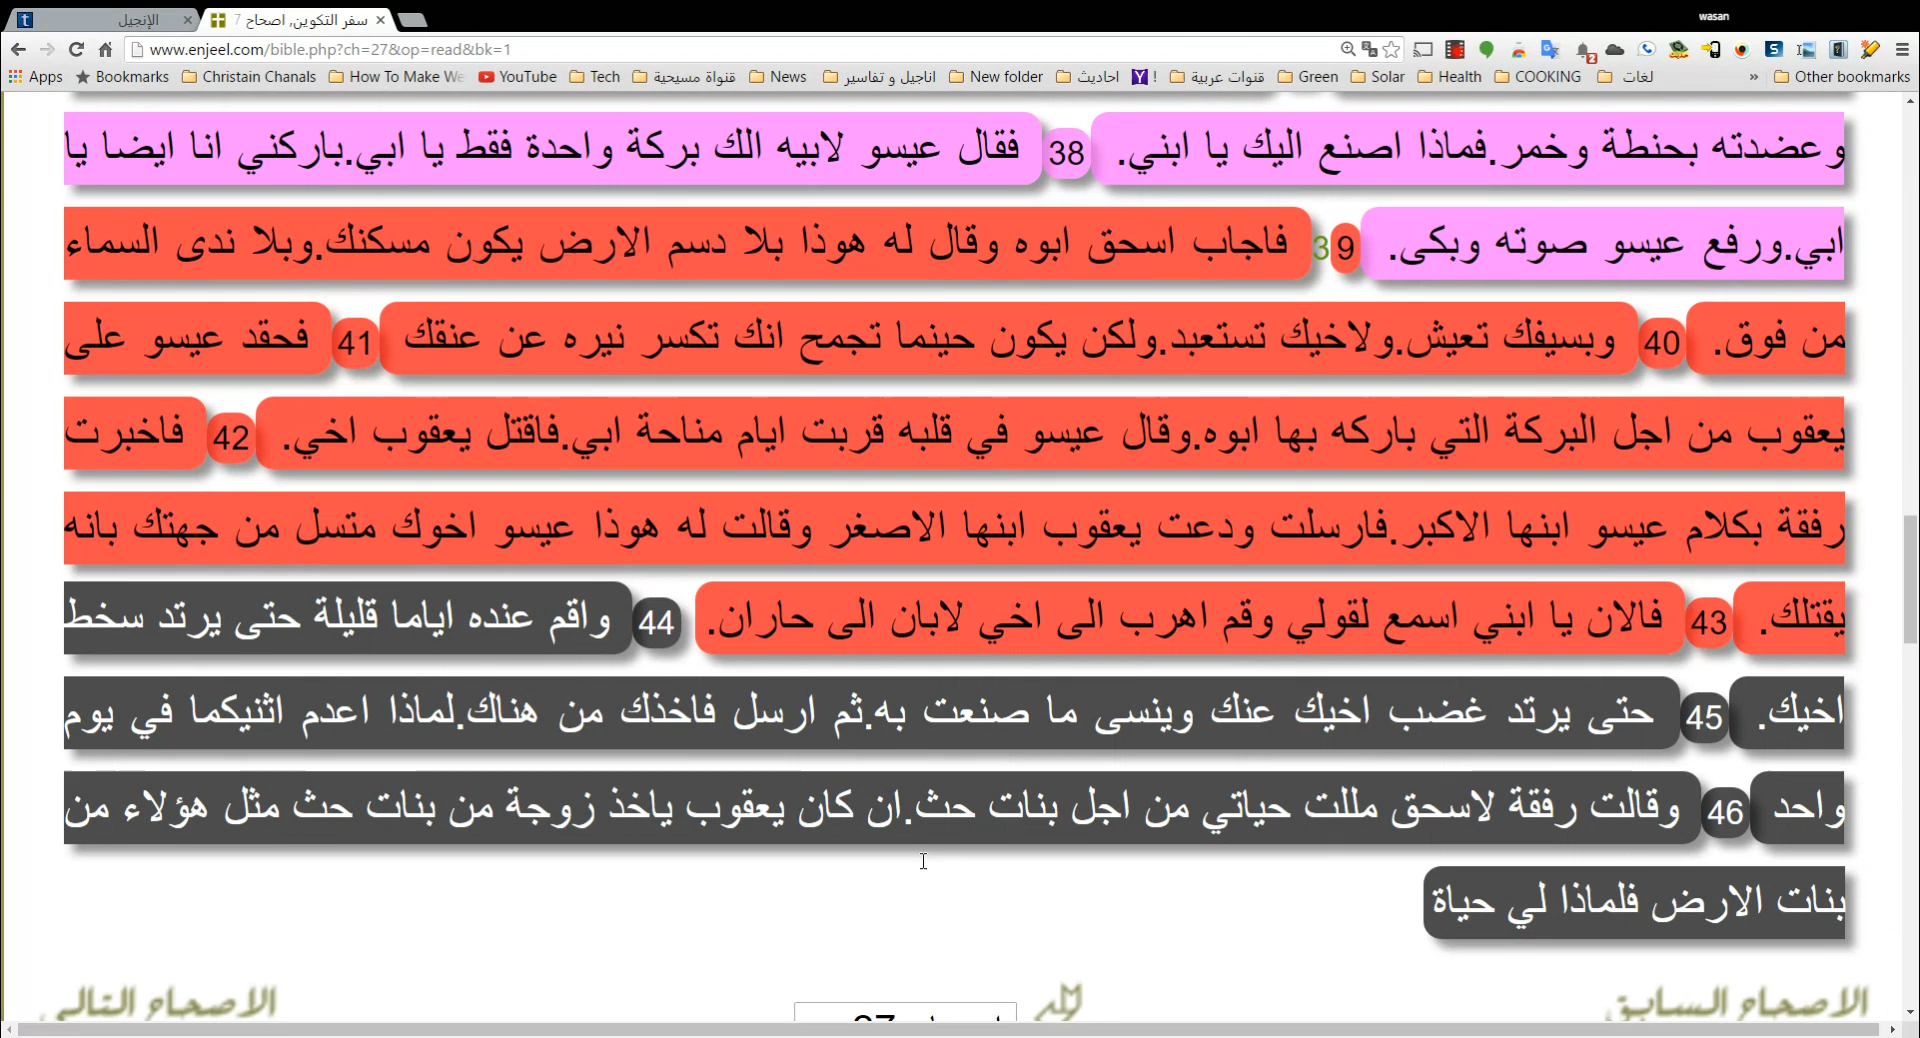 الإنجيل
سفر التكوين, اصحاح 7
wasan
www.enjeel.com/bible.php?ch=27&op=read&bk=1
Apps Bookmarks Christain Chanals How To Make We YouTube Tech قنواة مسيحية News اناجيل و تفاسير New folder احاديث ! قنوات عربية Green Solar Health COOKING لغات » Other bookmarks
وعضدته بحنطة وخمر.فماذا اصنع اليك يا ابني. 38 فقال عيسو لابيه الك بركة واحدة فقط يا ابي.باركني انا ايضا يا
ابي.ورفع عيسو صوته وبكى. 39 فاجاب اسحق ابوه وقال له هوذا بلا دسم الارض يكون مسكنك.وبلا ندى السماء
من فوق. 40 وبسيفك تعيش.ولاخيك تستعبد.ولكن يكون حينما تجمح انك تكسر نيره عن عنقك 41 فحقد عيسو على
يعقوب من اجل البركة التي باركه بها ابوه.وقال عيسو في قلبه قربت ايام مناحة ابي.فاقتل يعقوب اخي. 42 فاخبرت
رفقة بكلام عيسو ابنها الاكبر.فارسلت ودعت يعقوب ابنها الاصغر وقالت له هوذا عيسو اخوك متسل من جهتك بانه
يقتلك. 43 فالان يا ابني اسمع لقولي وقم اهرب الى اخي لابان الى حاران. 44 واقم عنده اياما قليلة حتى يرتد سخط
اخيك. 45 حتى يرتد غضب اخيك عنك وينسى ما صنعت به.ثم ارسل فاخذك من هناك.لماذا اعدم اثنيكما في يوم
واحد 46 وقالت رفقة لاسحق مللت حياتي من اجل بنات حث.ان كان يعقوب ياخذ زوجة من بنات حث مثل هؤلاء من
بنات الارض فلماذا لي حياة
الاصحاح السابق
الاصحاح التالي